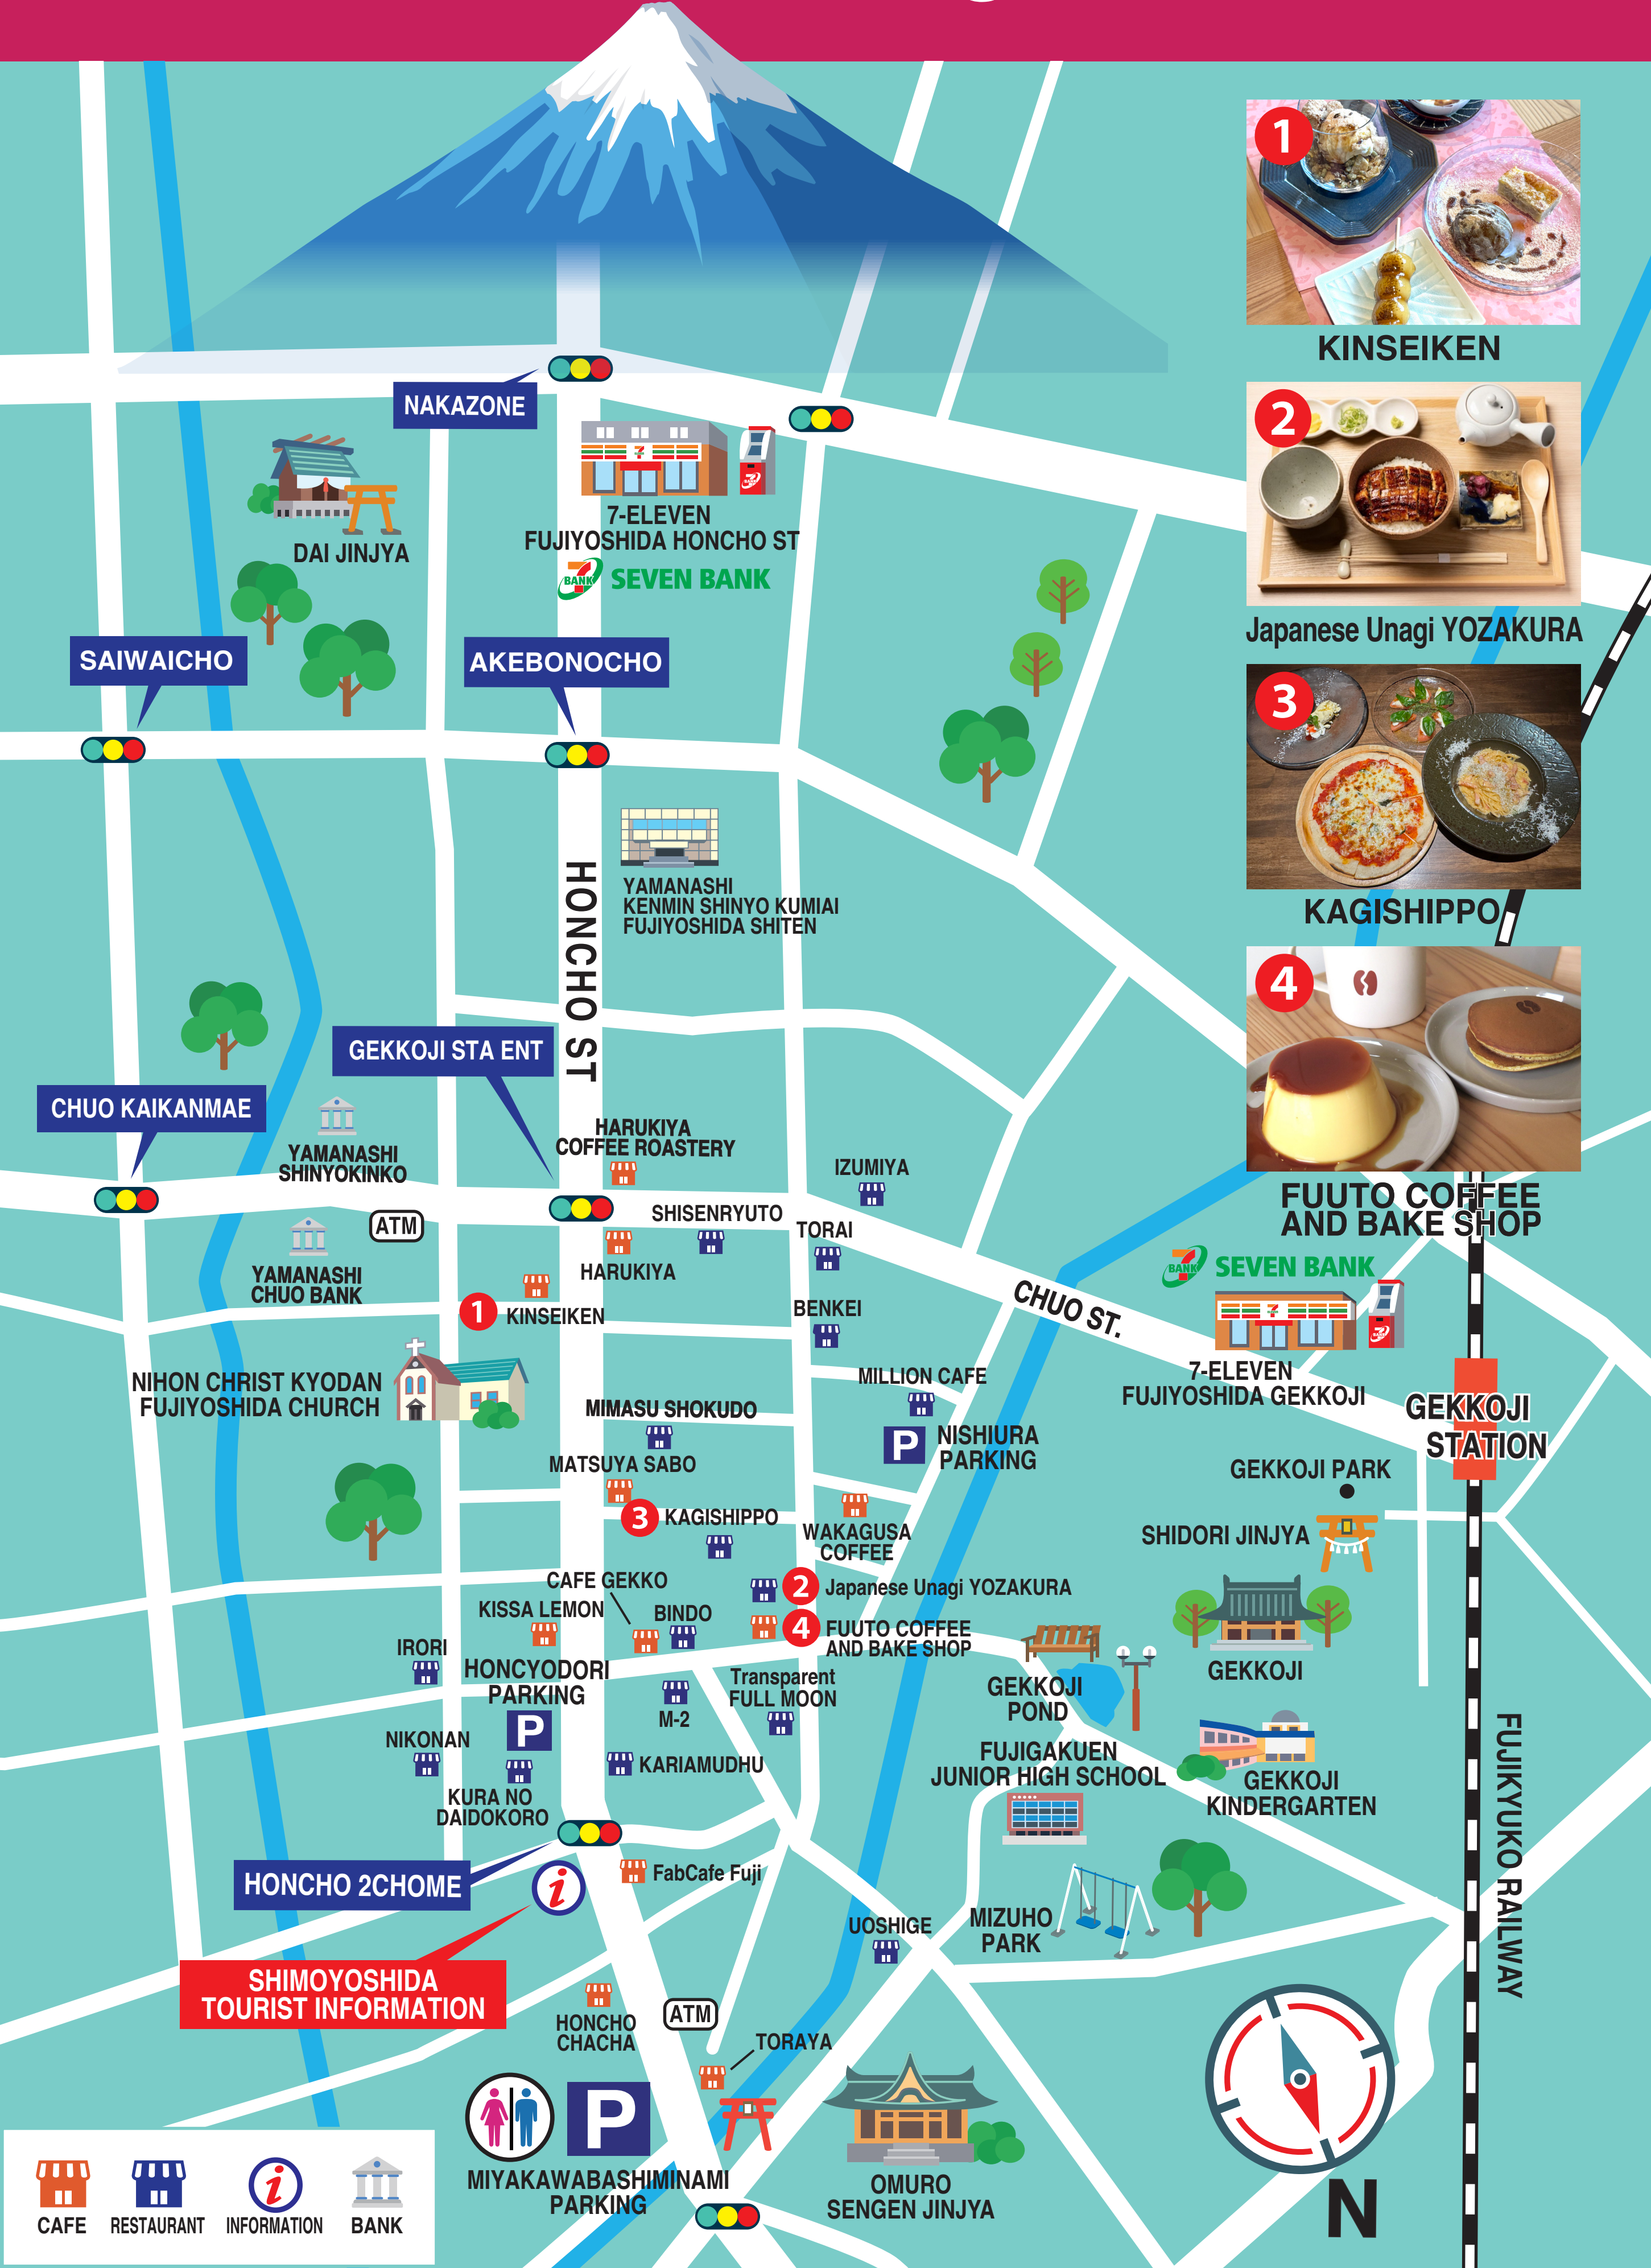 1
KINSEIKEN
2
Japanese Unagi YOZAKURA
3
KAGISHIPPO
4
FUUTO COFFEE
AND BAKE SHOP
NAKAZONE
DAI JINJYA
7
7-ELEVEN
FUJIYOSHIDA HONCHO ST
7 BANK SEVEN BANK
SAIWAICHO
AKEBONOCHO
YAMANASHI
KENMIN SHINYO KUMIAI
FUJIYOSHIDA SHITEN
HONCHO ST
GEKKOJI STA ENT
CHUO KAIKANMAE
YAMANASHI
SHINYOKINKO
HARUKIYA
COFFEE ROASTERY
IZUMIYA
ATM
SHISENRYUTO
TORAI
YAMANASHI
CHUO BANK
HARUKIYA
1
KINSEIKEN
BENKEI
CHUO ST.
7 BANK SEVEN BANK
7
7-ELEVEN
FUJIYOSHIDA GEKKOJI
NIHON CHRIST KYODAN
FUJIYOSHIDA CHURCH
MILLION CAFE
MIMASU SHOKUDO
P
NISHIURA
PARKING
GEKKOJI
STATION
MATSUYA SABO
GEKKOJI PARK
3
KAGISHIPPO
WAKAGUSA
COFFEE
SHIDORI JINJYA
CAFE GEKKO
2
Japanese Unagi YOZAKURA
KISSA LEMON
BINDO
4
FUUTO COFFEE
AND BAKE SHOP
IRORI
HONCYODORI
PARKING
P
M-2
Transparent
FULL MOON
GEKKOJI
POND
GEKKOJI
NIKONAN
KARIAMUDHU
FUJIGAKUEN
JUNIOR HIGH SCHOOL
GEKKOJI
KINDERGARTEN
KURA NO
DAIDOKORO
FUJIKYUKO RAILWAY
HONCHO 2CHOME
i
FabCafe Fuji
UOSHIGE
MIZUHO
PARK
SHIMOYOSHIDA
TOURIST INFORMATION
HONCHO
CHACHA
ATM
TORAYA
P
MIYAKAWABASHIMINAMI
PARKING
OMURO
SENGEN JINJYA
N
i
CAFE
RESTAURANT
INFORMATION
BANK